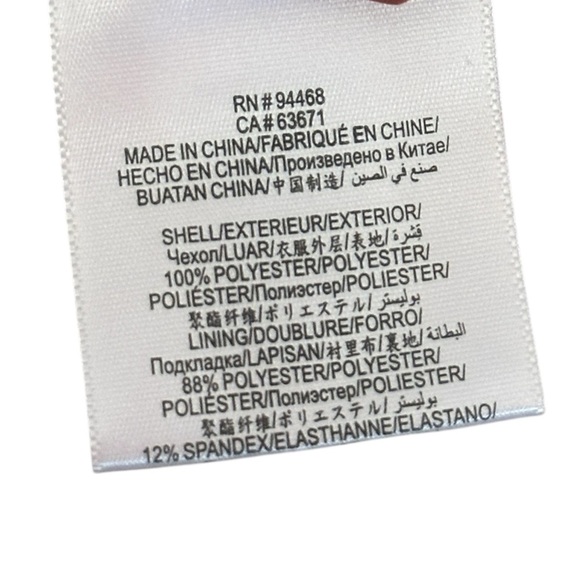 RN # 94468
CA # 63671
MADE IN CHINA/FABRIQUÉ EN CHINE/
HECHO EN CHINA/Произведено в Китае/
BUATAN CHINA/中国制造/ صنع في الصين
SHELL/EXTERIEUR/EXTERIOR/
Чехол/LUAR/衣服外层/表地/ قشرة
100% POLYESTER/POLYESTER/
POLIÉSTER/Полиэстер/POLIESTER/
聚酯纤维/ポリエステル/ بوليستر
LINING/DOUBLURE/FORRO/
Подкладка/LAPISAN/衬里布/裏地/ البطانة
88% POLYESTER/POLYESTER/
POLIÉSTER/Полиэстер/POLIESTER/
聚酯纤维/ポリエステル/ بوليستر
12% SPANDEX/ELASTHANNE/ELASTANO/